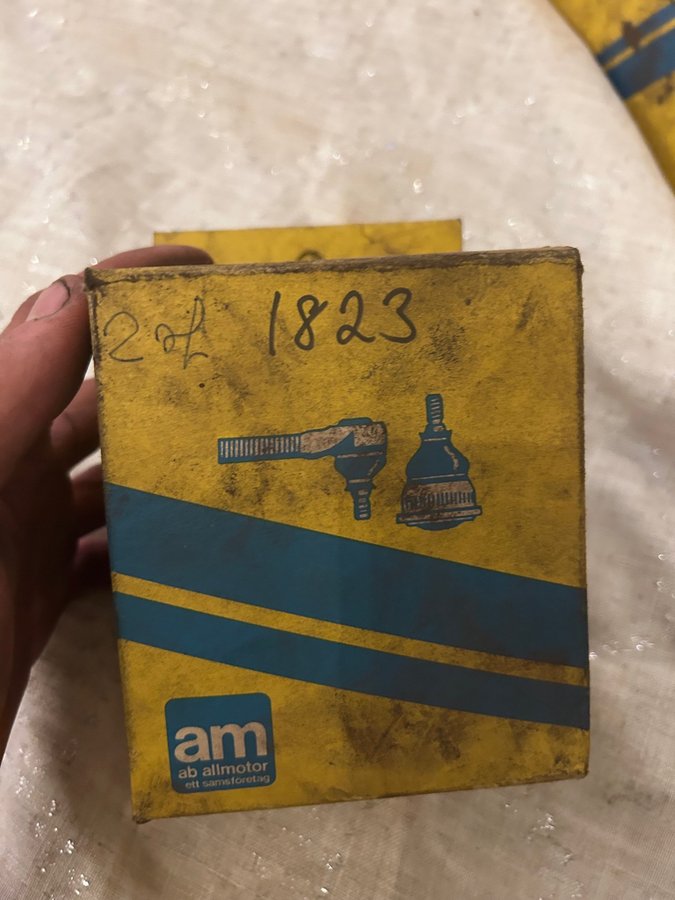 2 st 1823
am
ab allmotor
ett samsföretag